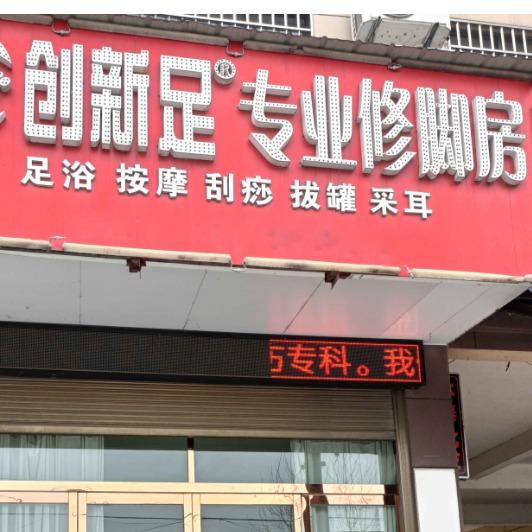 创新足® 专业修脚房
足浴 按摩 刮痧 拔罐 采耳
专科。我